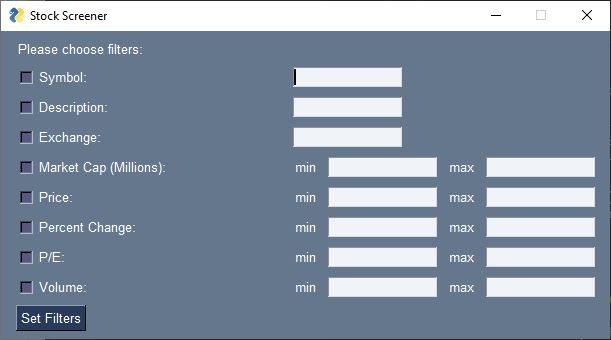 Stock Screener
Please choose filters:
Symbol:
Description:
Exchange:
Market Cap (Millions): min max
Price: min max
Percent Change: min max
P/E: min max
Volume: min max
Set Filters